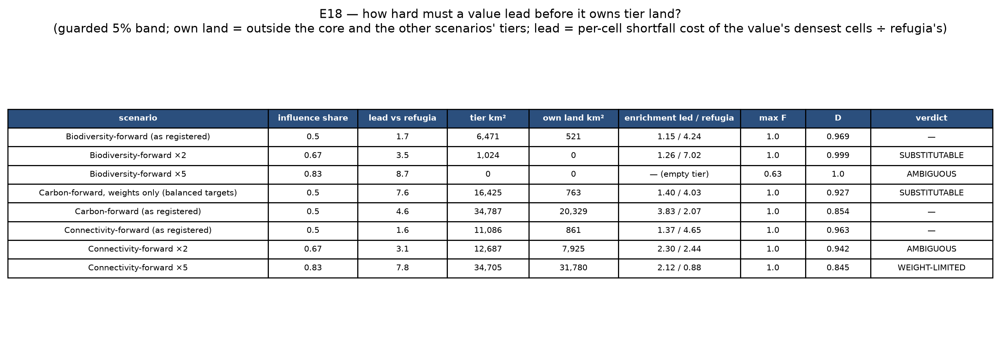 E18 — how hard must a value lead before it owns tier land?
(guarded 5% band; own land = outside the core and the other scenarios' tiers; lead = per-cell shortfall cost of the value's densest cells ÷ refugia's)
scenario influence share lead vs refugia tier km² own land km² enrichment led / refugia max F D verdict
Biodiversity-forward (as registered) 0.5 1.7 6,471 521 1.15 / 4.24 1.0 0.969 —
Biodiversity-forward ×2 0.67 3.5 1,024 0 1.26 / 7.02 1.0 0.999 SUBSTITUTABLE
Biodiversity-forward ×5 0.83 8.7 0 0 — (empty tier) 0.63 1.0 AMBIGUOUS
Carbon-forward, weights only (balanced targets) 0.5 7.6 16,425 763 1.40 / 4.03 1.0 0.927 SUBSTITUTABLE
Carbon-forward (as registered) 0.5 4.6 34,787 20,329 3.83 / 2.07 1.0 0.854 —
Connectivity-forward (as registered) 0.5 1.6 11,086 861 1.37 / 4.65 1.0 0.963 —
Connectivity-forward ×2 0.67 3.1 12,687 7,925 2.30 / 2.44 1.0 0.942 AMBIGUOUS
Connectivity-forward ×5 0.83 7.8 34,705 31,780 2.12 / 0.88 1.0 0.845 WEIGHT-LIMITED